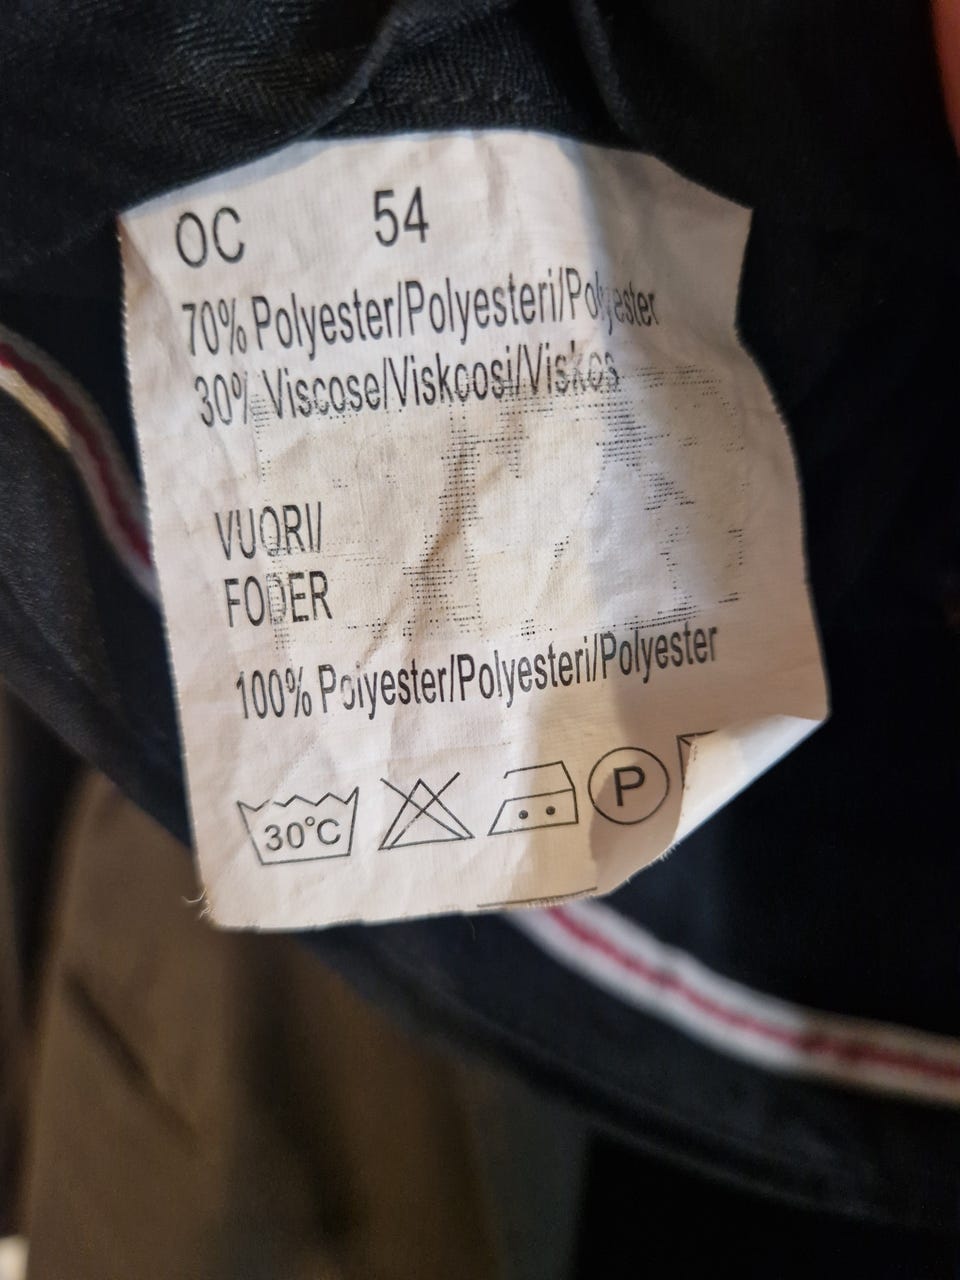 OC 54
70% Polyester/Polyesteri/Polyester
30% Viscose/Viskoosi/Viskos
VUORI/
FODER
100% Polyester/Polyesteri/Polyester
30°C
P